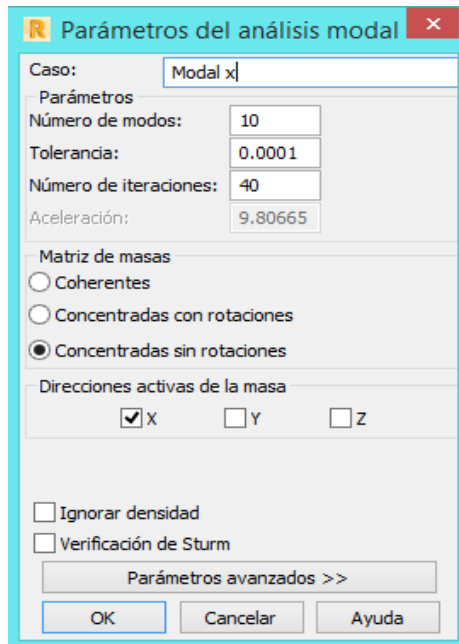 R Parámetros del análisis modal ×
Caso: Modal x
Parámetros
Número de modos: 10
Tolerancia: 0.0001
Número de iteraciones: 40
Aceleración: 9.80665
Matriz de masas
Coherentes
Concentradas con rotaciones
Concentradas sin rotaciones
Direcciones activas de la masa
X Y Z
Ignorar densidad
Verificación de Sturm
Parámetros avanzados >>
OK Cancelar Ayuda